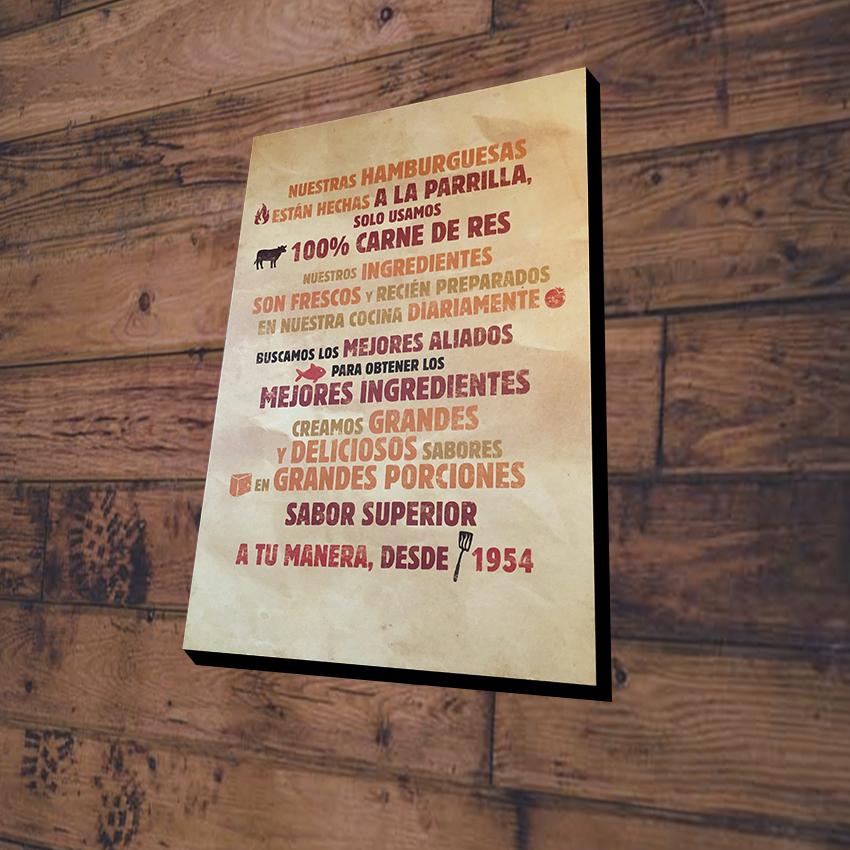 NUESTRAS HAMBURGUESAS
ESTÁN HECHAS A LA PARRILLA,
SOLO USAMOS
100% CARNE DE RES
NUESTROS INGREDIENTES
SON FRESCOS Y RECIÉN PREPARADOS
EN NUESTRA COCINA DIARIAMENTE
BUSCAMOS LOS MEJORES ALIADOS
PARA OBTENER LOS
MEJORES INGREDIENTES
CREAMOS GRANDES
Y DELICIOSOS SABORES
EN GRANDES PORCIONES
SABOR SUPERIOR
A TU MANERA, DESDE 1954